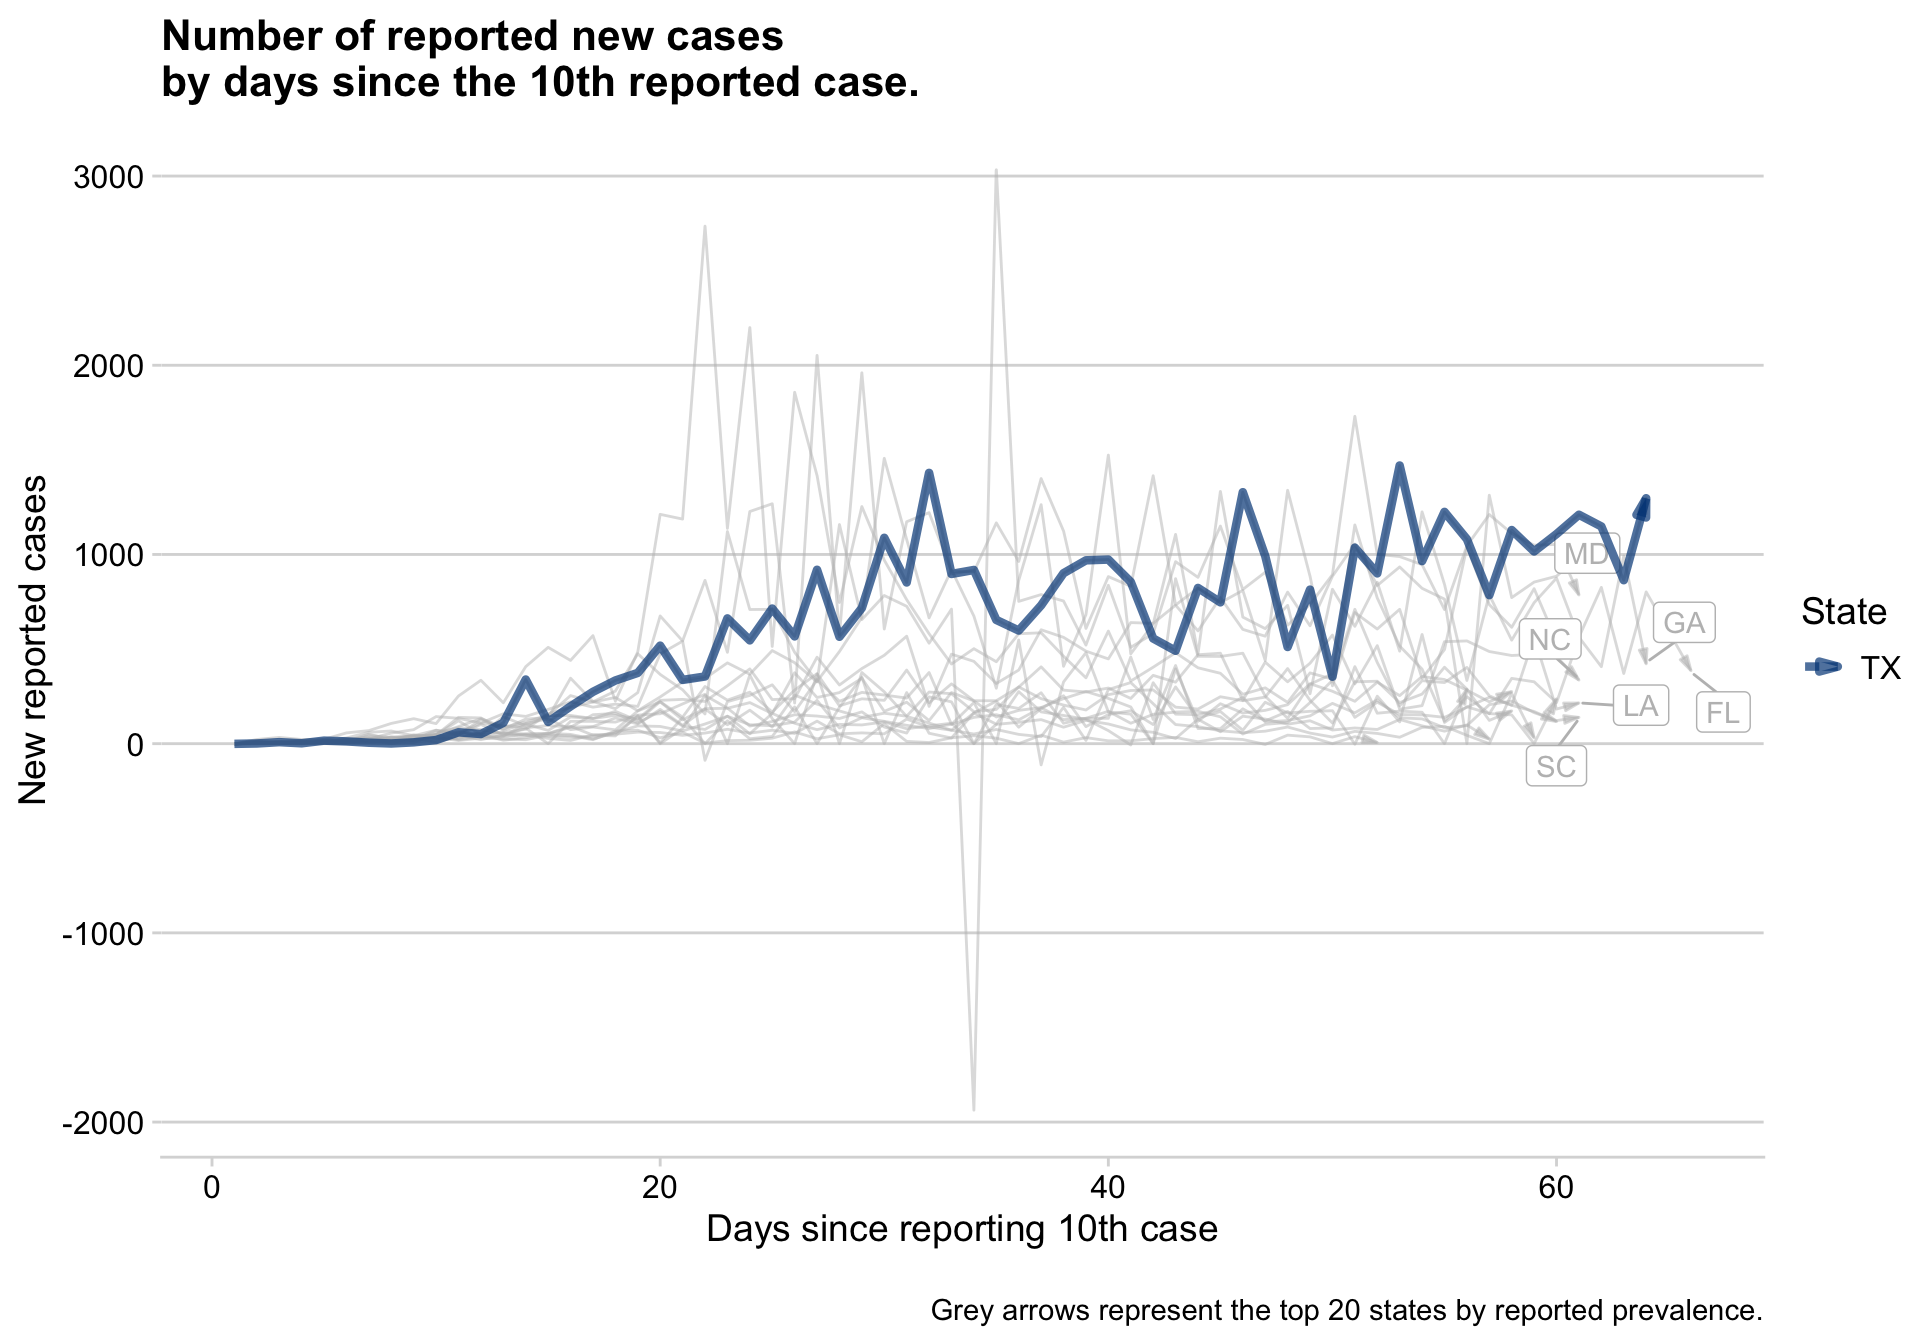 Number of reported new cases
by days since the 10th reported case.
New reported cases
3000
2000
1000
0
-1000
-2000
0
20
40
60
Days since reporting 10th case
MD
GA
NC
LA
FL
SC
State
TX
Grey arrows represent the top 20 states by reported prevalence.